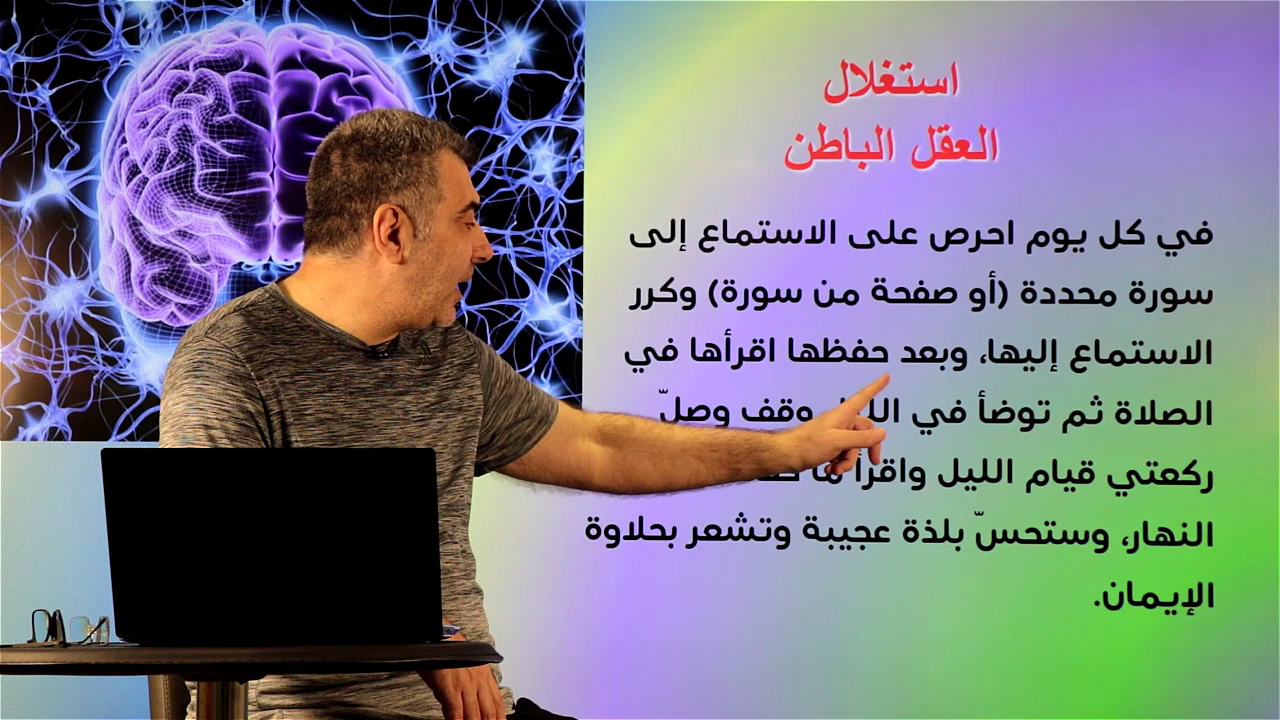 استغلال
العقل الباطن
في كل يوم احرص على الاستماع إلى
سورة محددة (أو صفحة من سورة) وكرر
الاستماع إليها، وبعد حفظها اقرأها في
الصلاة ثم توضأ في وقف وصلّ
ركعتي قيام الليل واقرأ ما
النهار، وستحسّ بلذة عجيبة وتشعر بحلاوة
الإيمان.